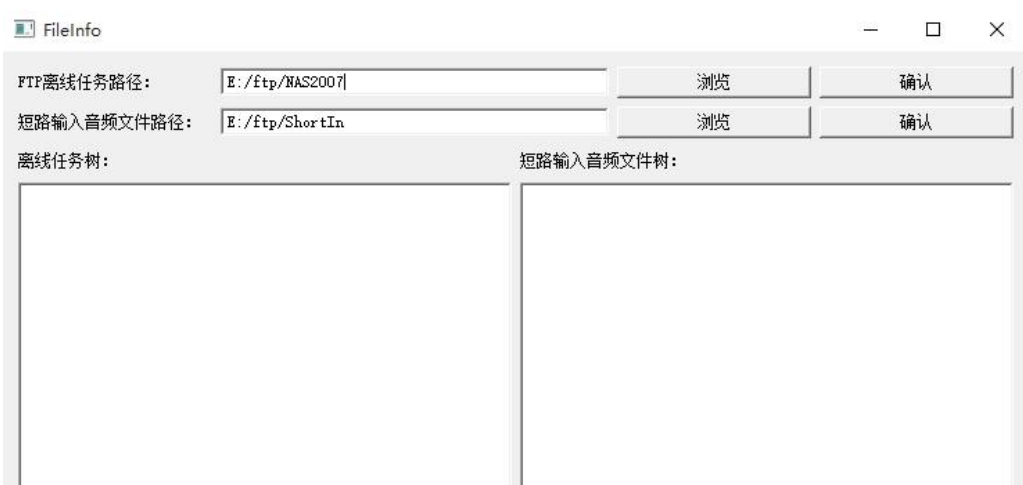 FileInfo
FTP离线任务路径： E:/ftp/NAS2007 浏览 确认
短路输入音频文件路径： E:/ftp/ShortIn 浏览 确认
离线任务树： 短路输入音频文件树：